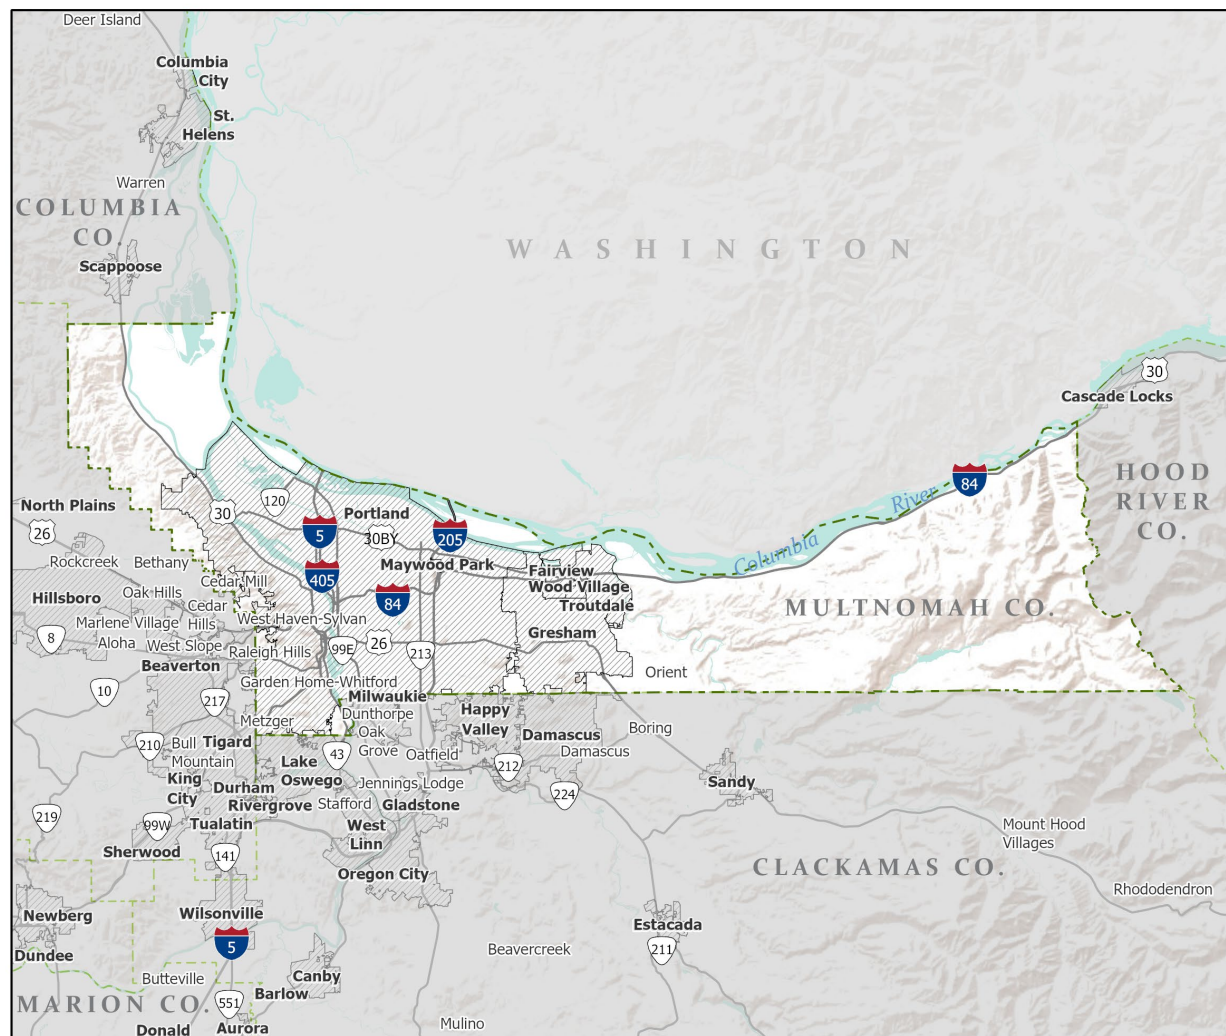 Deer Island
Columbia
City
St.
Helens
Warren
COLUMBIA
CO.
Scappoose
WASHINGTON
30
Cascade Locks
HOOD
RIVER
CO.
84
River
Columbia
North Plains
26
30
120
5
Portland
30BY
205
405
84
Maywood Park
Fairview
Wood Village
Troutdale
Gresham
MULTNOMAH CO.
Rockcreek
Bethany
Cedar Mill
Oak Hills
Hillsboro
Cedar
Hills
Marlene Village
West Haven-Sylvan
8
Aloha
West Slope
Raleigh Hills
99E
26
213
Beaverton
Orient
Garden Home-Whitford
10
217
Milwaukie
Metzger
Dunthorpe
Happy
Valley
Boring
Oak
Grove
Damascus
Damascus
210
Bull
Mountain
Tigard
43
Oatfield
Lake
Oswego
212
King
City
Durham
Jennings Lodge
224
Sandy
Rivergrove
Stafford
Gladstone
219
99W
Tualatin
West
Linn
Mount Hood
Villages
Sherwood
141
Oregon City
CLACKAMAS CO.
Rhododendron
Newberg
Wilsonville
Estacada
5
Dundee
Beavercreek
211
Butteville
Canby
MARION CO.
Barlow
551
Donald
Aurora
Mulino